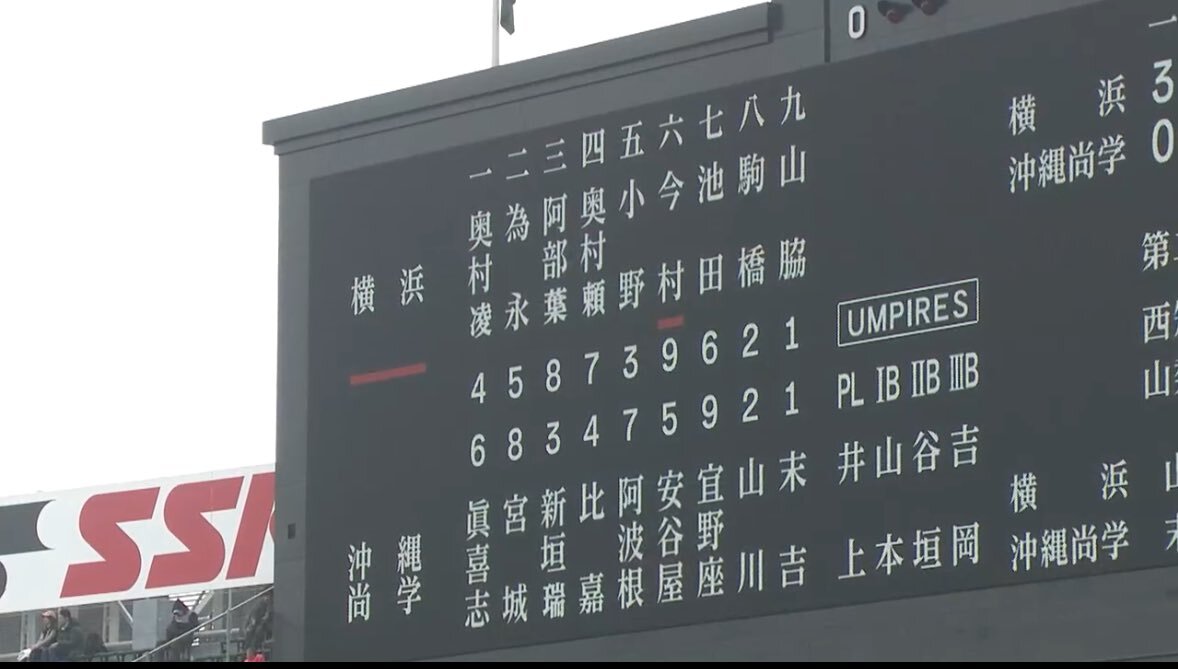 0
一 二 三 四 五 六 七 八 九
横浜
奥村凌 為永 阿部葉 奥村頼 小野 今村 池田 駒橋 山脇
4 5 8 7 3 9 6 2 1
6 8 3 4 7 5 9 2 1
沖縄尚学
眞喜志 宮城 新垣瑞 比嘉 阿波根 安谷屋 宜野座 山川 末吉
UMPIRES
PL IB IIB IIIB
井上 山本 谷垣 吉岡
一
横浜 3
沖縄尚学 0
第
西
山
横浜 山
沖縄尚学 末
SSK